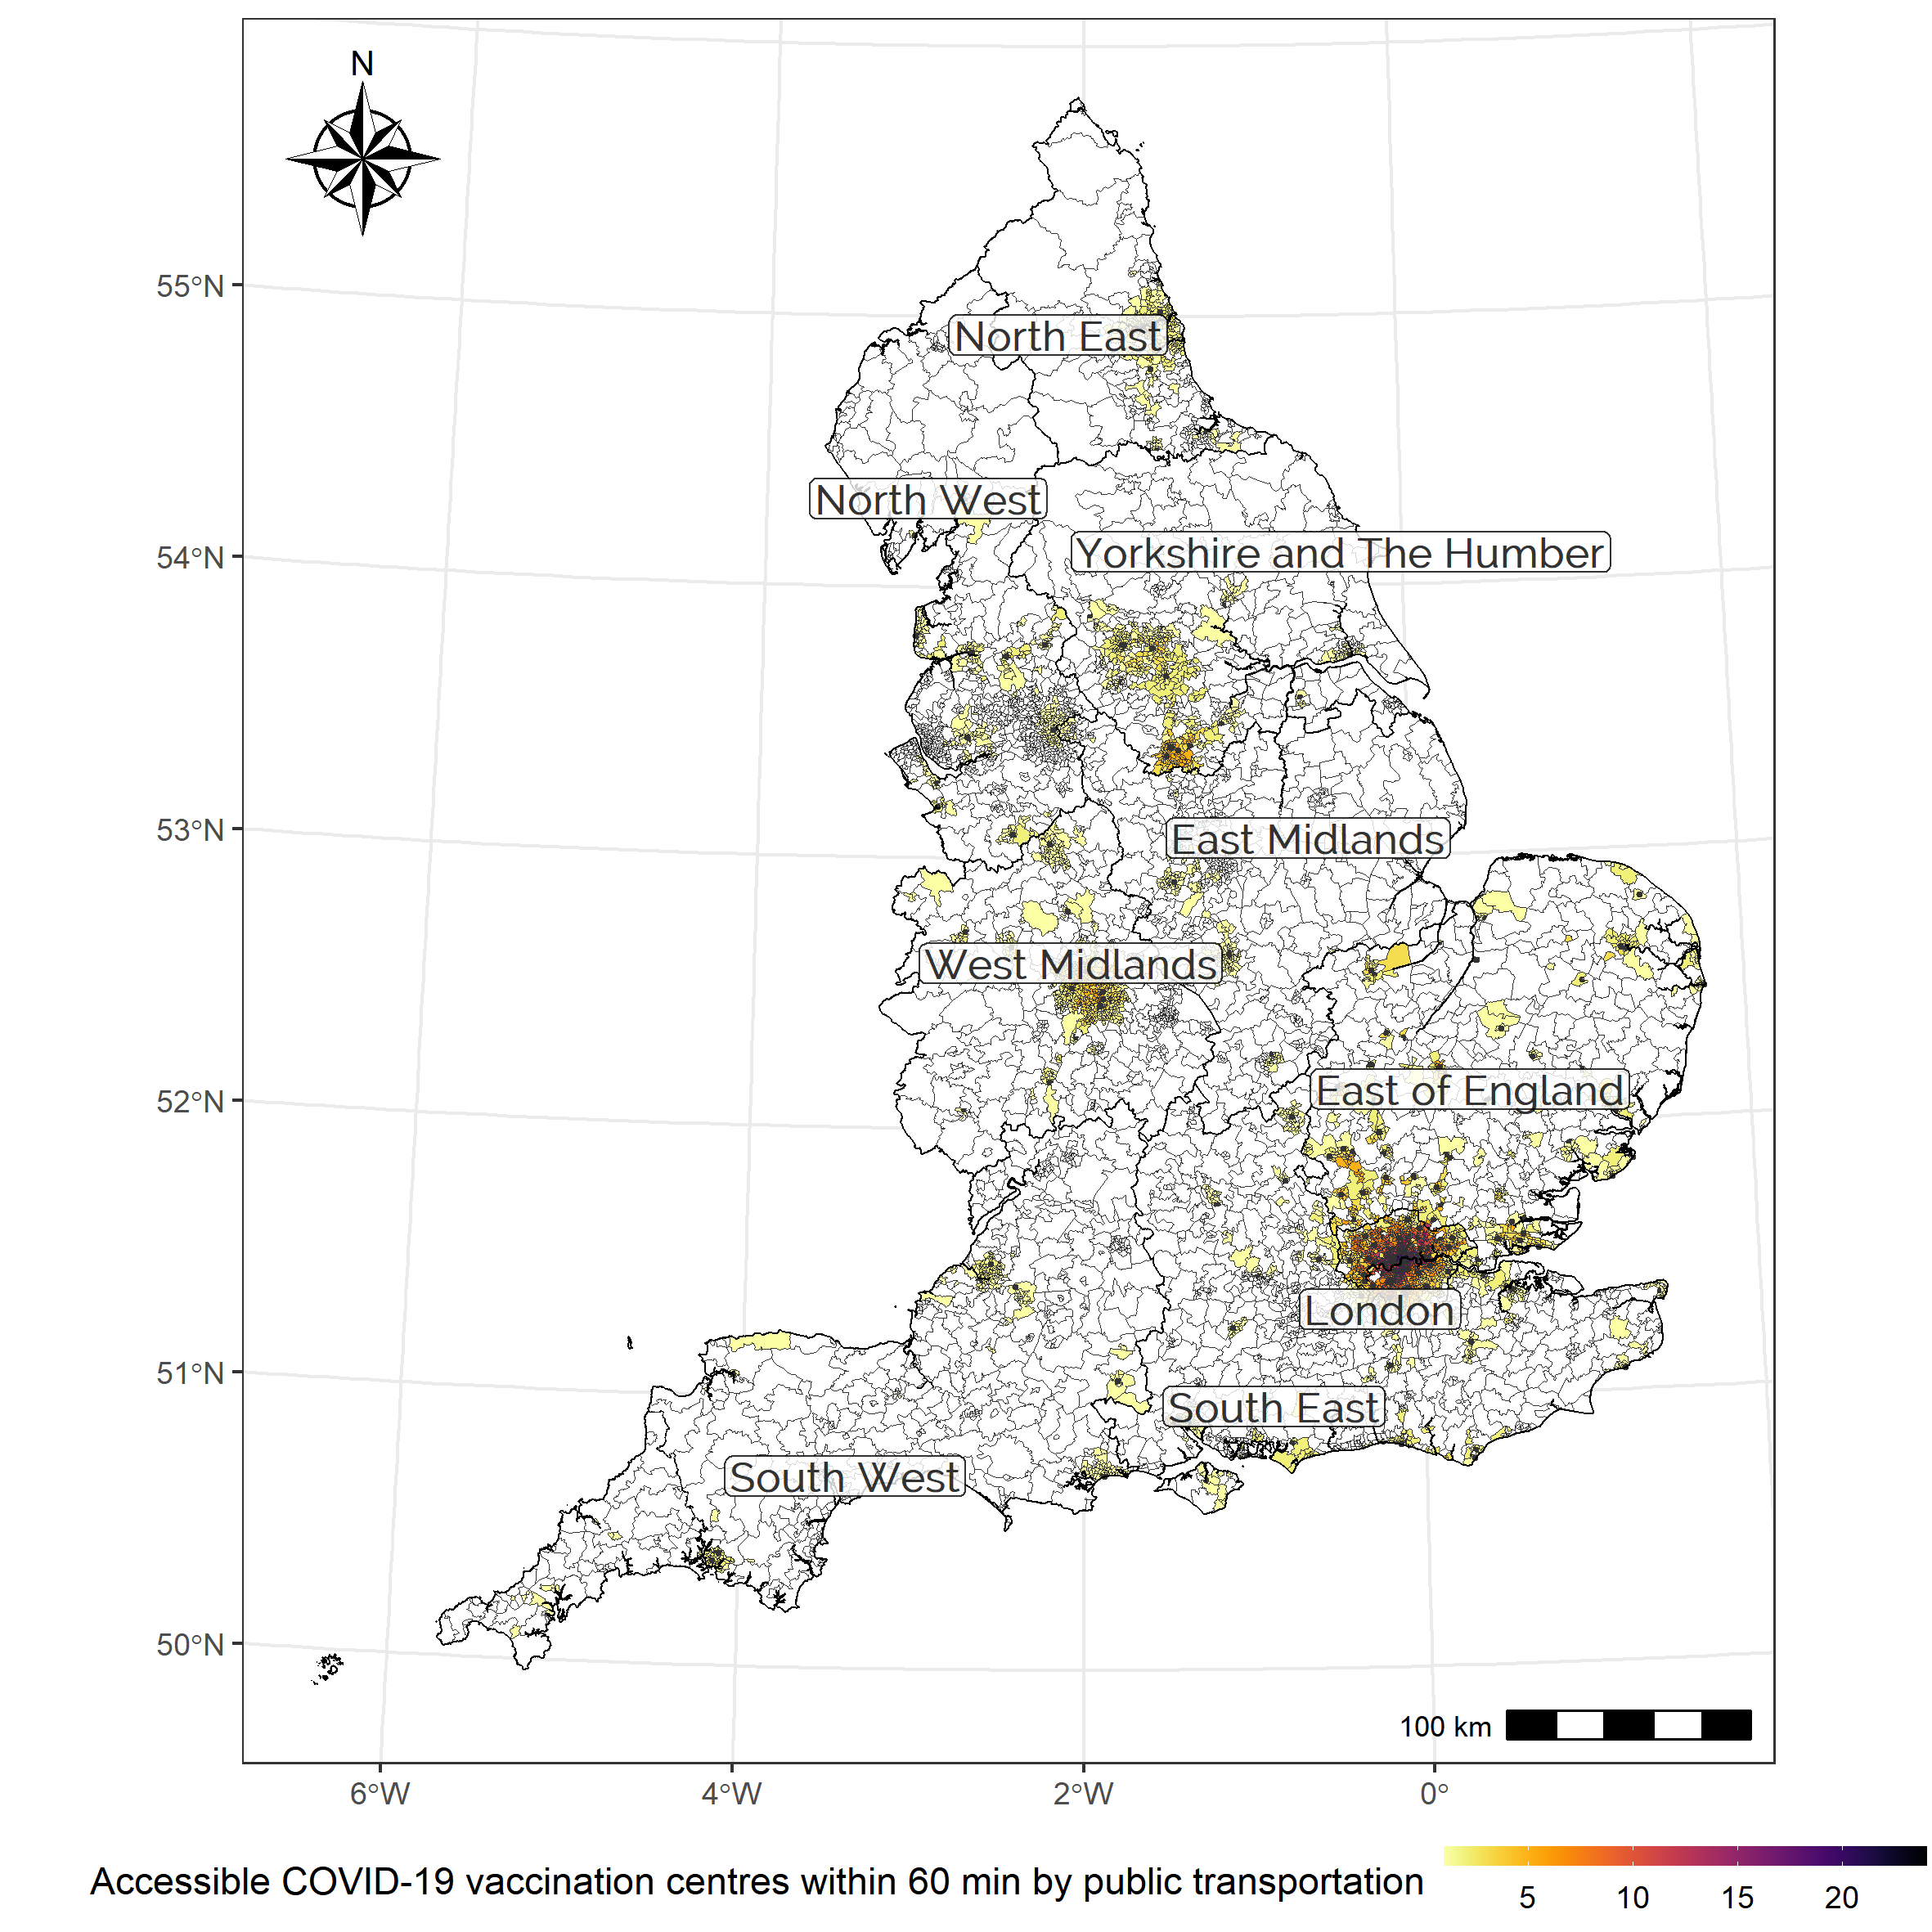 N
55°N
54°N
53°N
52°N
51°N
50°N
North East
North West
Yorkshire and The Humber
East Midlands
West Midlands
East of England
London
South East
South West
100 km
6°W
4°W
2°W
0°
Accessible COVID-19 vaccination centres within 60 min by public transportation
5
10
15
20